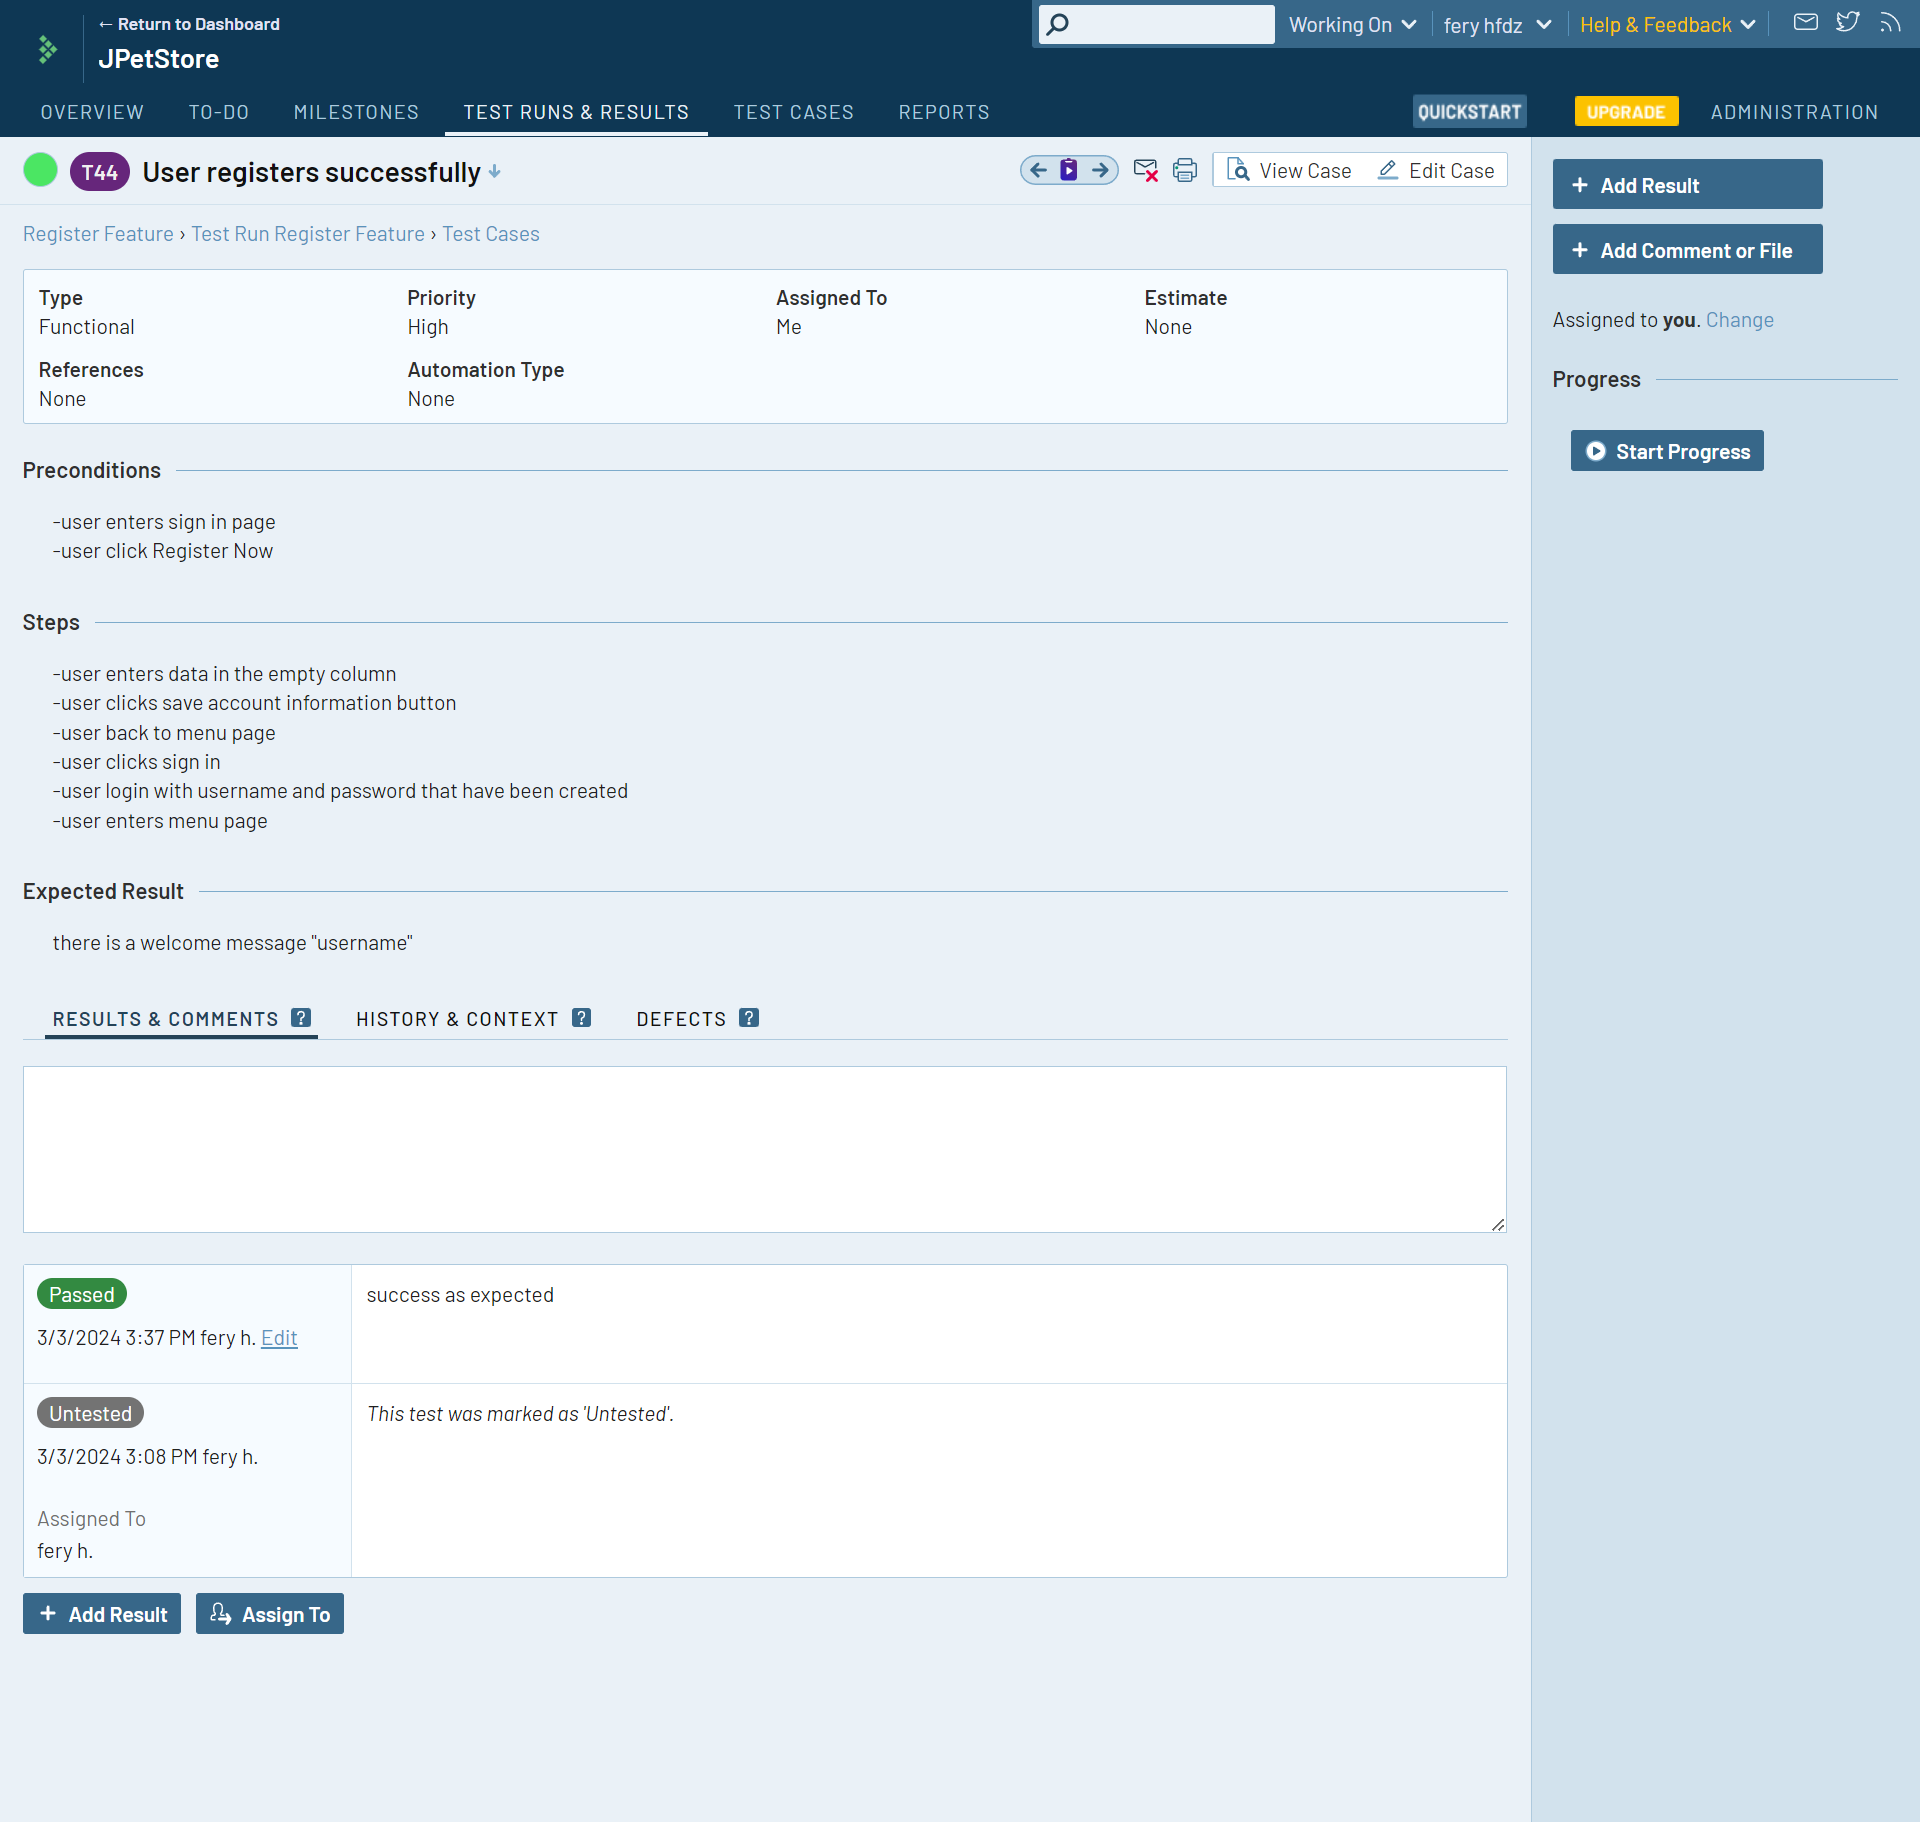 ← Return to Dashboard
JPetStore
Working On
fery hfdz
Help & Feedback
OVERVIEW
TO-DO
MILESTONES
TEST RUNS & RESULTS
TEST CASES
REPORTS
QUICKSTART
UPGRADE
ADMINISTRATION
T44
User registers successfully
View Case
Edit Case
Register Feature › Test Run Register Feature › Test Cases
Type
Functional
Priority
High
Assigned To
Me
Estimate
None
References
None
Automation Type
None
Preconditions
-user enters sign in page
-user click Register Now
Steps
-user enters data in the empty column
-user clicks save account information button
-user back to menu page
-user clicks sign in
-user login with username and password that have been created
-user enters menu page
Expected Result
there is a welcome message "username"
RESULTS & COMMENTS ?
HISTORY & CONTEXT ?
DEFECTS ?
Passed
3/3/2024 3:37 PM fery h. Edit
success as expected
Untested
3/3/2024 3:08 PM fery h.
Assigned To
fery h.
This test was marked as 'Untested'.
+ Add Result
Assign To
+ Add Result
+ Add Comment or File
Assigned to you. Change
Progress
Start Progress